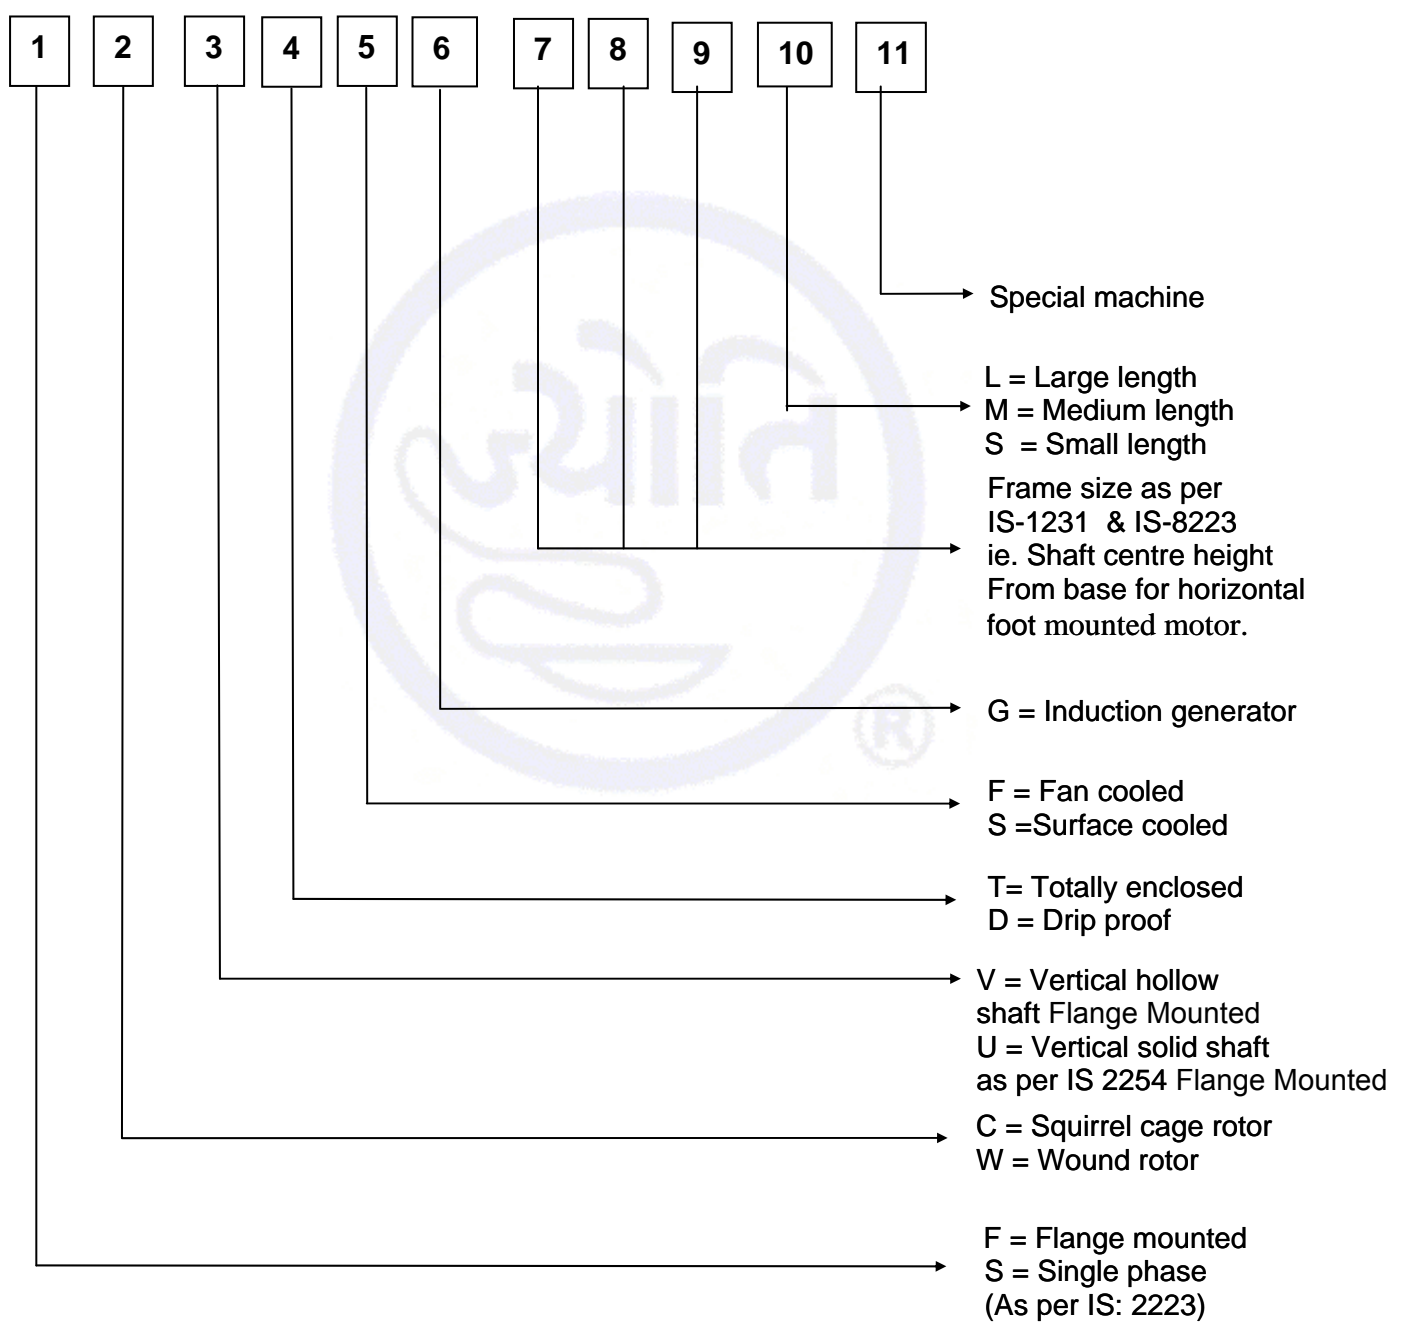 1 2 3 4 5 6 7 8 9 10 11
Special machine
L = Large length
M = Medium length
S = Small length
Frame size as per
IS-1231 & IS-8223
ie. Shaft centre height
From base for horizontal
foot mounted motor.
G = Induction generator
F = Fan cooled
S =Surface cooled
T= Totally enclosed
D = Drip proof
V = Vertical hollow
shaft Flange Mounted
U = Vertical solid shaft
as per IS 2254 Flange Mounted
C = Squirrel cage rotor
W = Wound rotor
F = Flange mounted
S = Single phase
(As per IS: 2223)
ज्योति
®